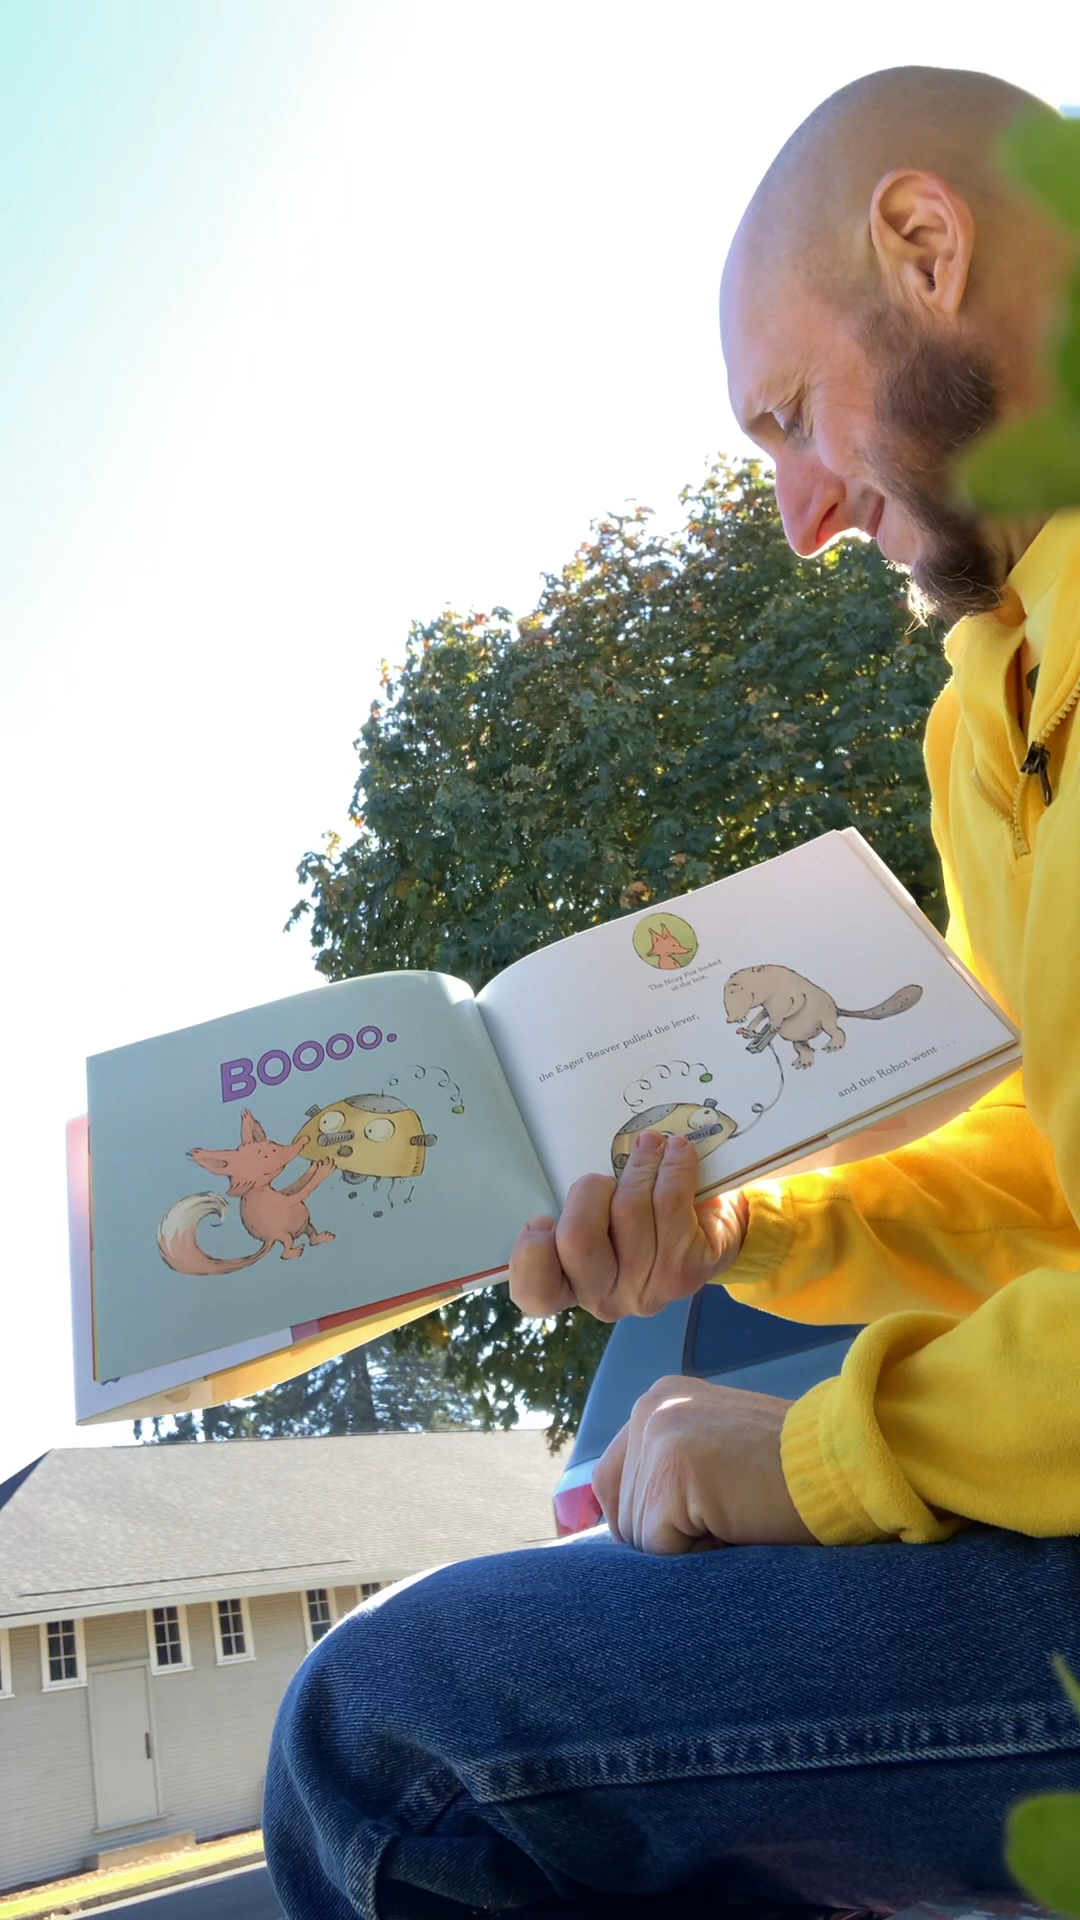 BOOOO.
The Nosy Fox looked
in the box,
the Eager Beaver pulled the lever,
and the Robot went . . .